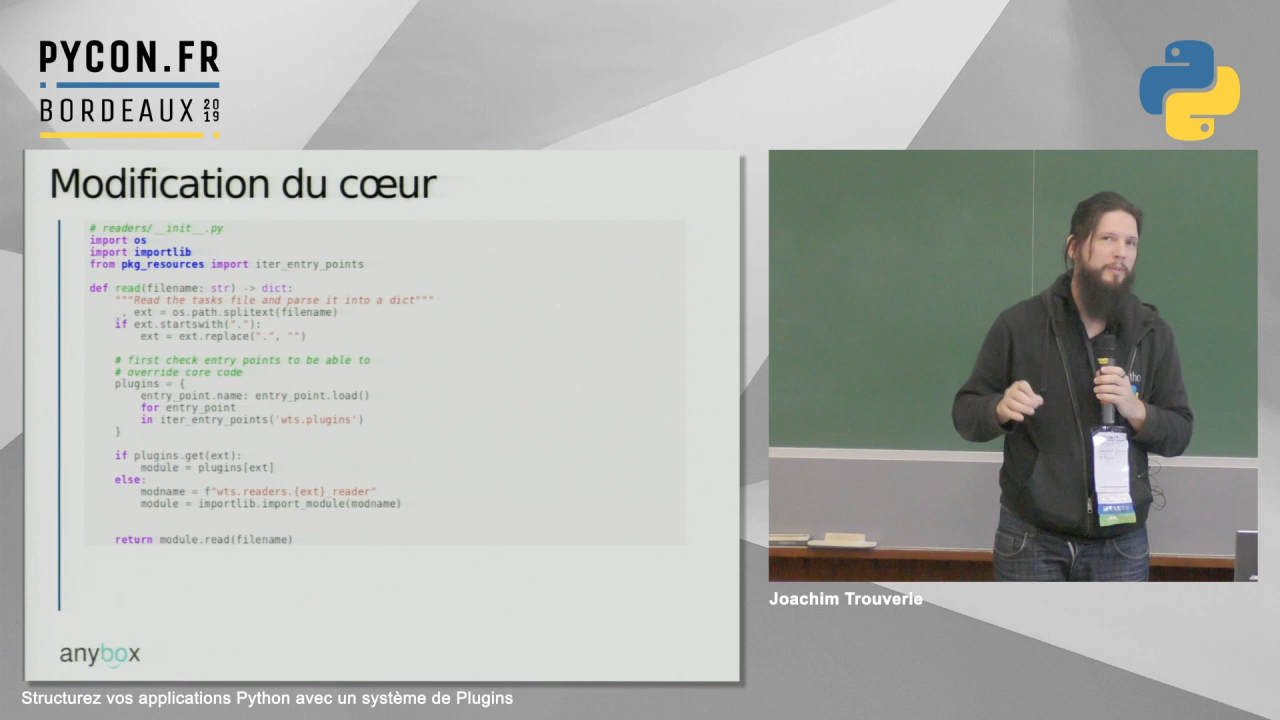 PYCON.FR
BORDEAUX 2019
Modification du cœur
# readers/__init__.py
import os
import importlib
from pkg_resources import iter_entry_points
def read(filename: str) -> dict:
    """Read the tasks file and parse it into a dict"""
    _, ext = os.path.splitext(filename)
    if ext.startswith("."):
        ext = ext.replace(".", "")
    # first check entry points to be able to
    # override core code
    plugins = {
        entry_point.name: entry_point.load()
        for entry_point
        in iter_entry_points('wts.plugins')
    }
    if plugins.get(ext):
        module = plugins[ext]
    else:
        modname = f"wts.readers.{ext}_reader"
        module = importlib.import_module(modname)
    return module.read(filename)
anybox
Joachim Trouverie
Structurez vos applications Python avec un système de Plugins